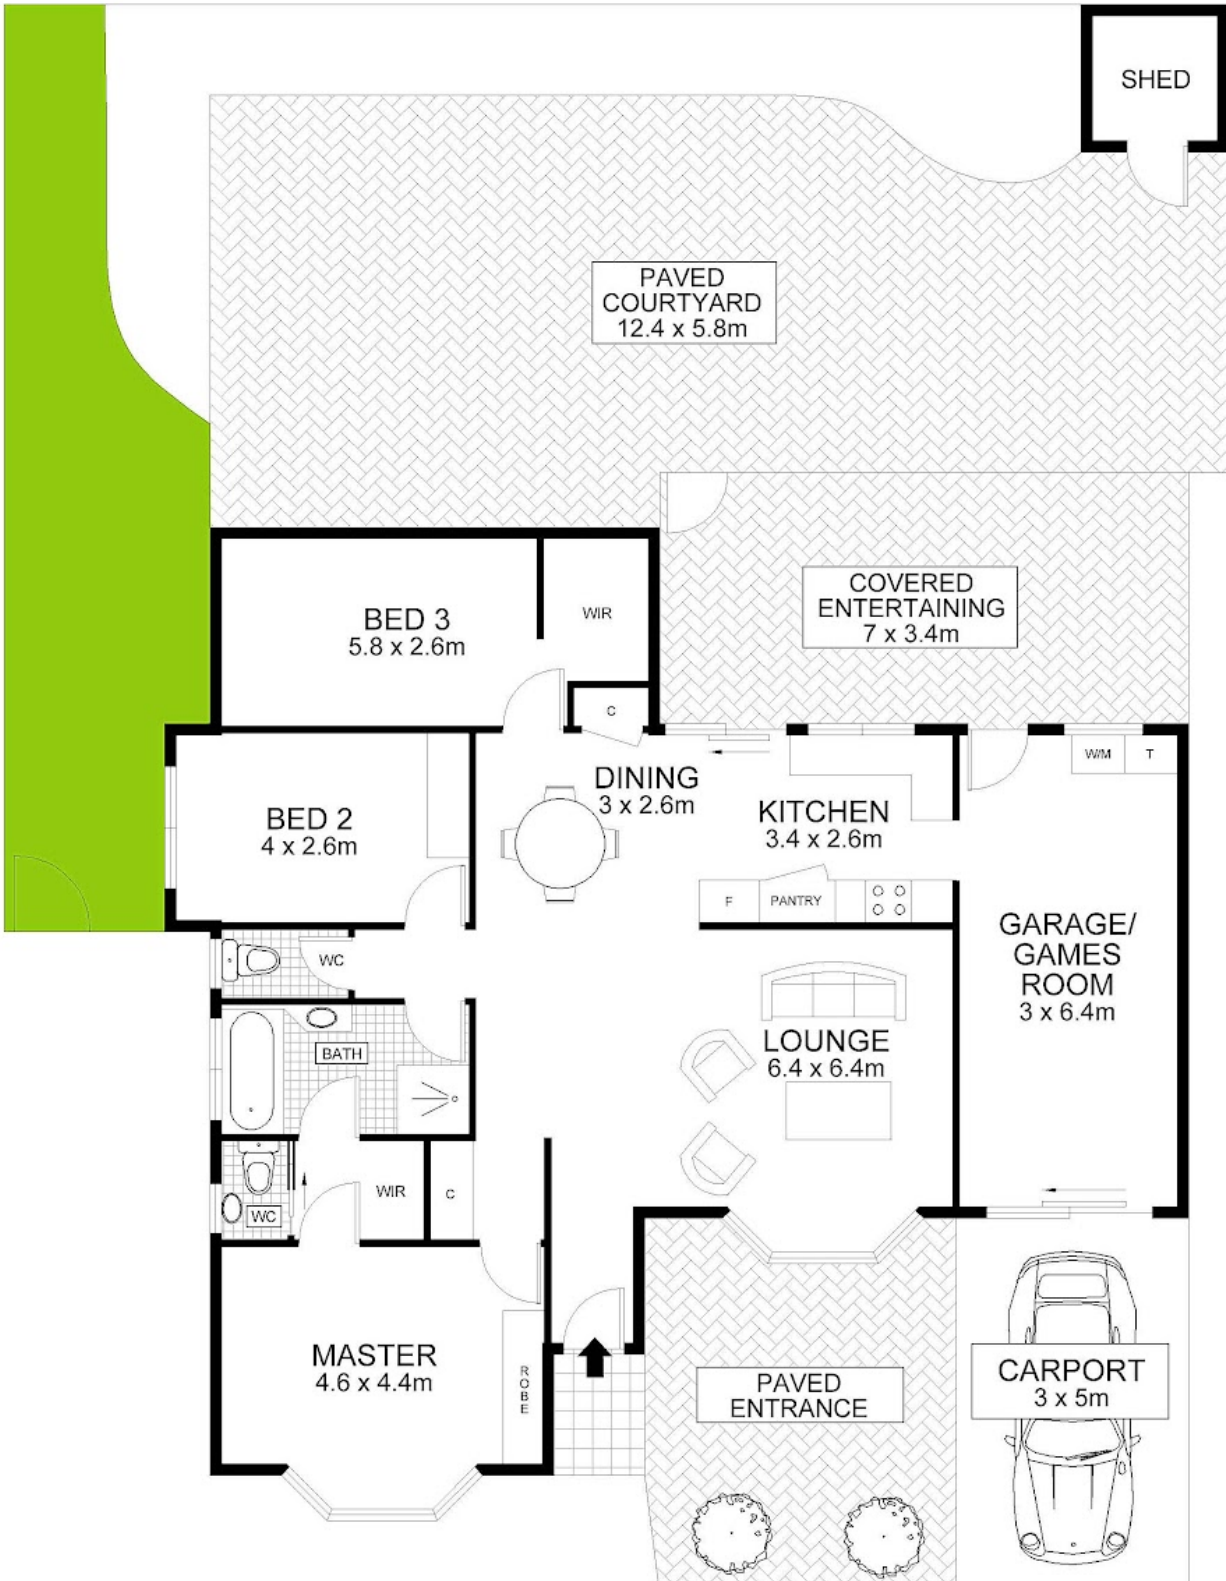 SHED
PAVED
COURTYARD
12.4 x 5.8m
COVERED
ENTERTAINING
7 x 3.4m
BED 3
5.8 x 2.6m
WIR
C
DINING
3 x 2.6m
W/M
T
BED 2
4 x 2.6m
KITCHEN
3.4 x 2.6m
F
PANTRY
GARAGE/
GAMES
ROOM
3 x 6.4m
WC
BATH
LOUNGE
6.4 x 6.4m
WIR
C
WC
MASTER
4.6 x 4.4m
ROBE
PAVED
ENTRANCE
CARPORT
3 x 5m